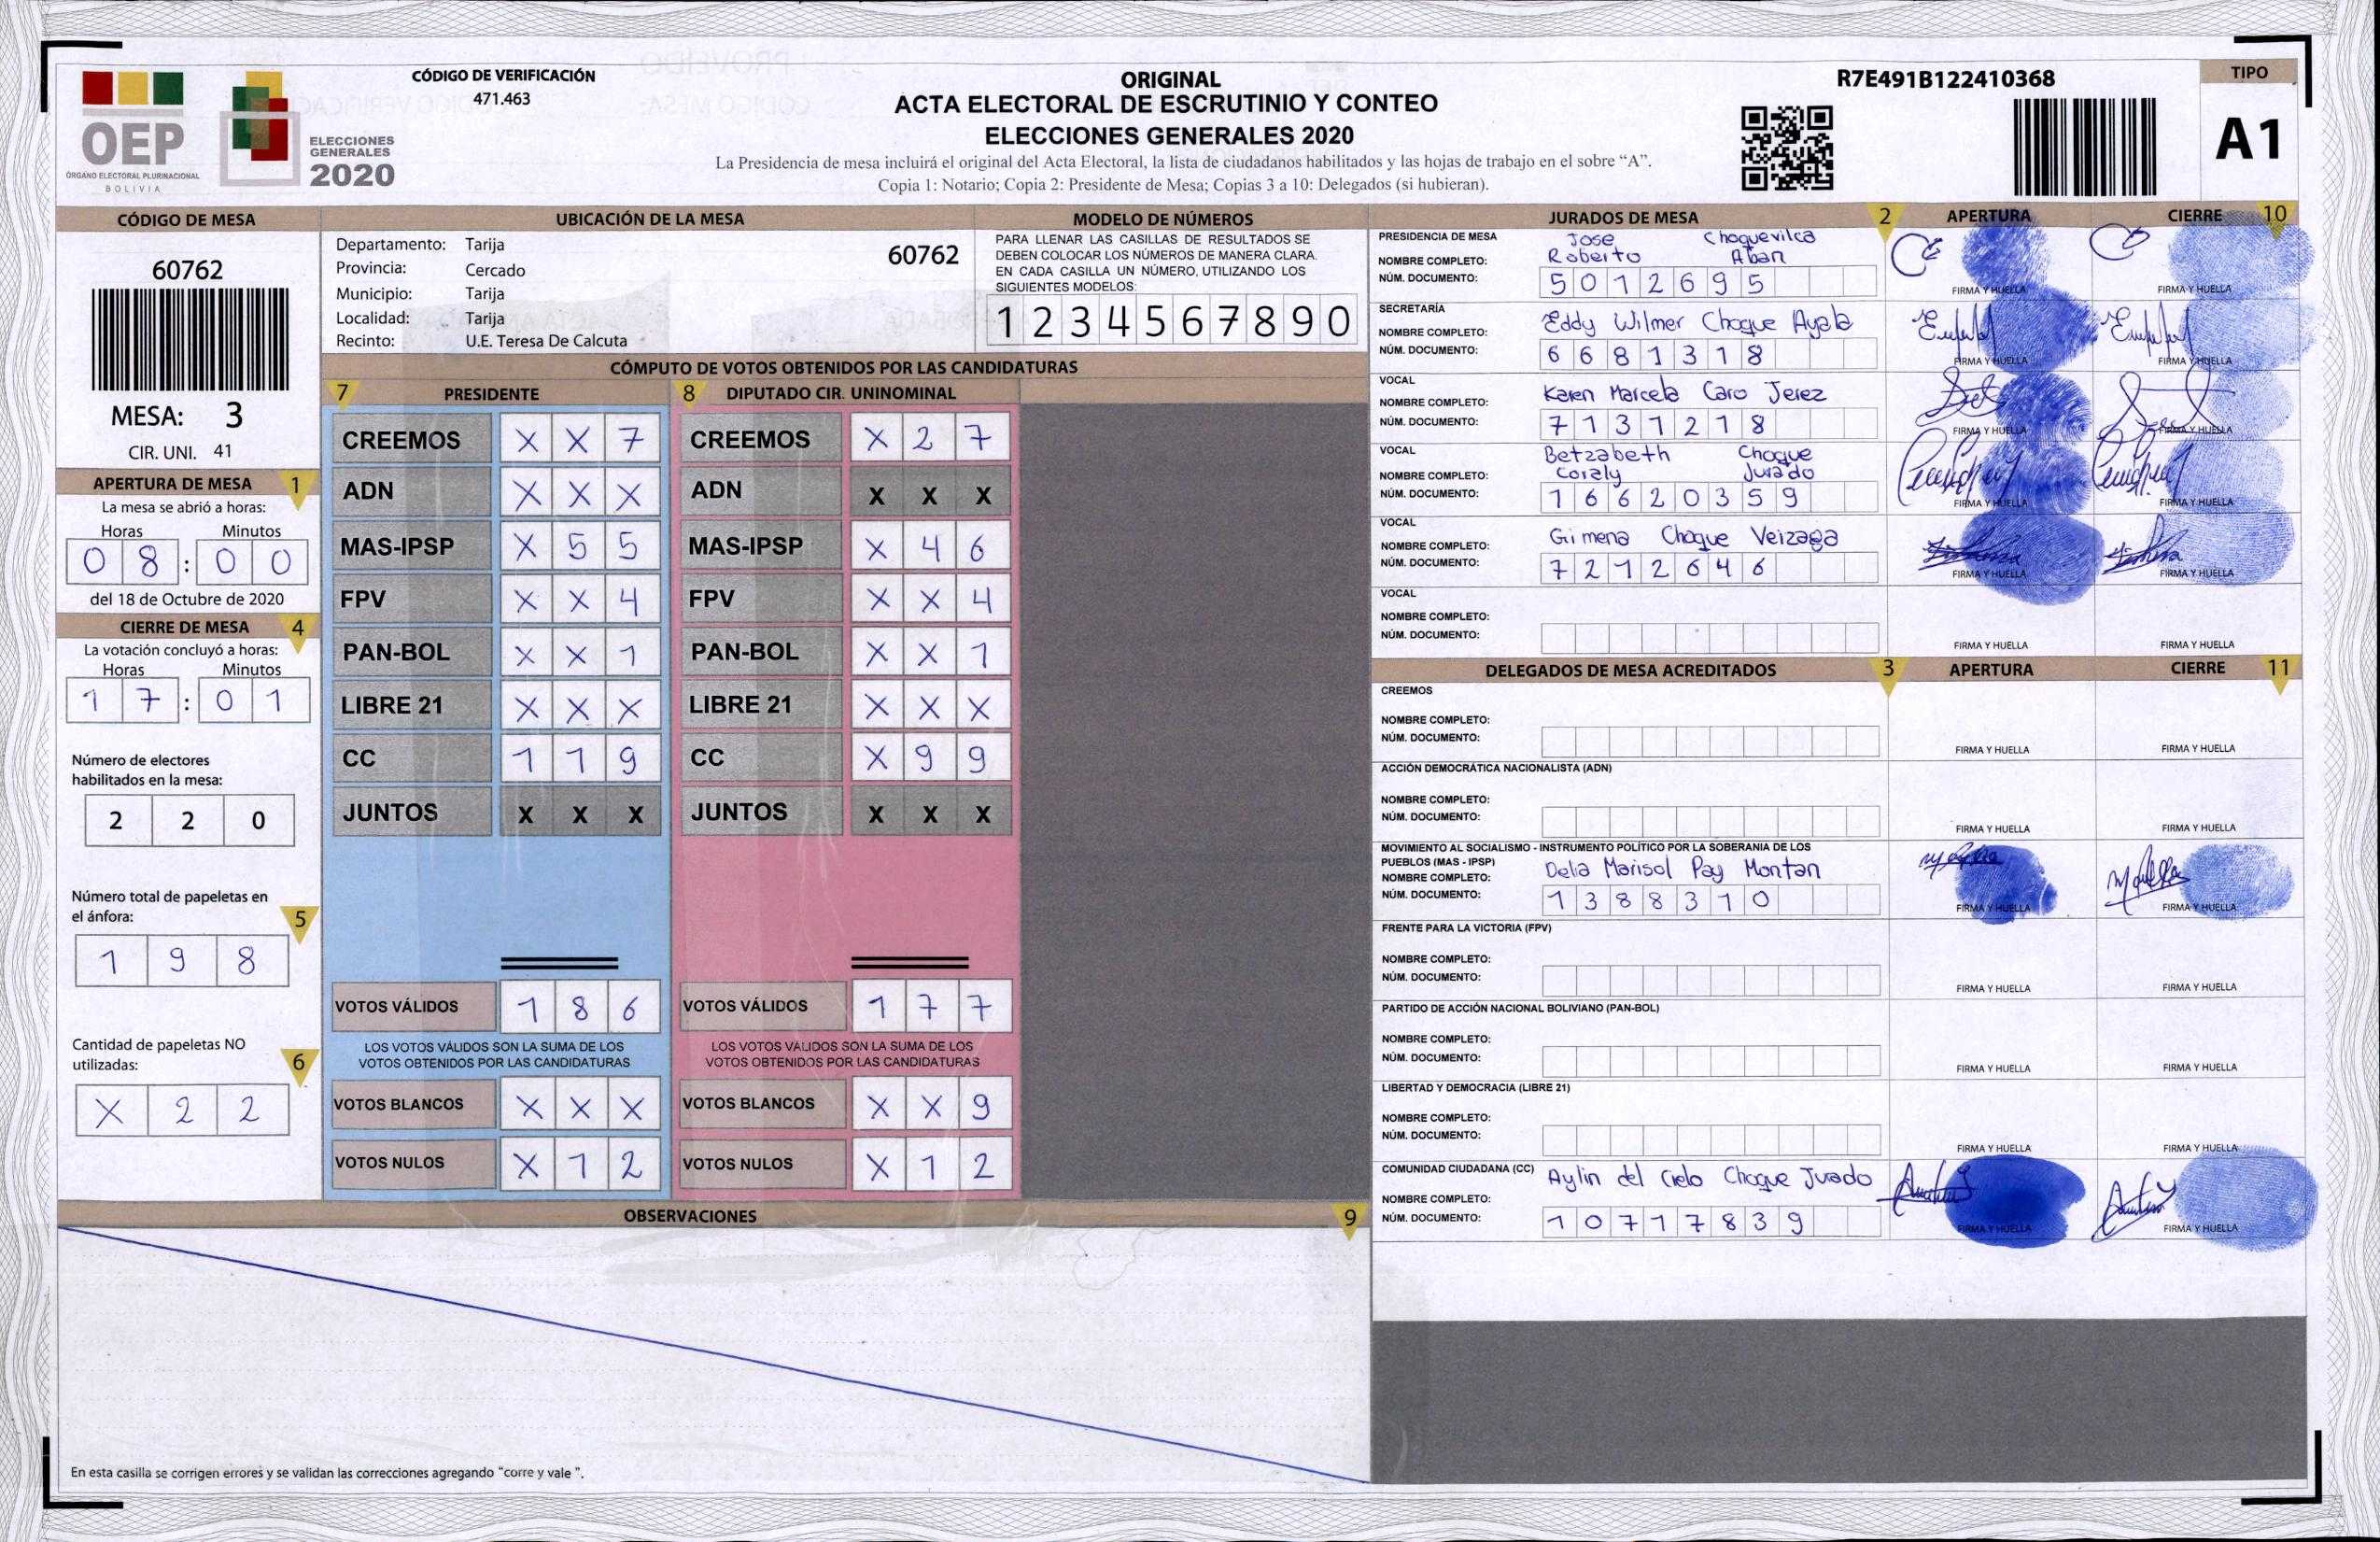 CÓDIGO DE VERIFICACIÓN
471.463
ORIGINAL
ACTA ELECTORAL DE ESCRUTINIO Y CONTEO
ELECCIONES GENERALES 2020
La Presidencia de mesa incluirá el original del Acta Electoral, la lista de ciudadanos habilitados y las hojas de trabajo en el sobre “A”.
Copia 1: Notario; Copia 2: Presidente de Mesa; Copias 3 a 10: Delegados (si hubieran).
R7E491B122410368
TIPO
A1
OEP
ÓRGANO ELECTORAL PLURINACIONAL
BOLIVIA
ELECCIONES
GENERALES
2020
CÓDIGO DE MESA
60762
MESA: 3
CIR. UNI. 41
APERTURA DE MESA 1
La mesa se abrió a horas:
Horas Minutos
0 8 : 0 0
del 18 de Octubre de 2020
CIERRE DE MESA 4
La votación concluyó a horas:
Horas Minutos
1 7 : 0 1
Número de electores
habilitados en la mesa:
2 2 0
Número total de papeletas en
el ánfora: 5
1 9 8
Cantidad de papeletas NO
utilizadas: 6
X 2 2
UBICACIÓN DE LA MESA
Departamento: Tarija 60762
Provincia: Cercado
Municipio: Tarija
Localidad: Tarija
Recinto: U.E. Teresa De Calcuta
MODELO DE NÚMEROS
PARA LLENAR LAS CASILLAS DE RESULTADOS SE
DEBEN COLOCAR LOS NÚMEROS DE MANERA CLARA.
EN CADA CASILLA UN NÚMERO, UTILIZANDO LOS
SIGUIENTES MODELOS:
1 2 3 4 5 6 7 8 9 0
CÓMPUTO DE VOTOS OBTENIDOS POR LAS CANDIDATURAS
7 PRESIDENTE
CREEMOS X X 7
ADN X X X
MAS-IPSP X 5 5
FPV X X 4
PAN-BOL X X 1
LIBRE 21 X X X
CC 1 1 9
JUNTOS X X X
VOTOS VÁLIDOS 1 8 6
LOS VOTOS VÁLIDOS SON LA SUMA DE LOS
VOTOS OBTENIDOS POR LAS CANDIDATURAS
VOTOS BLANCOS X X X
VOTOS NULOS X 1 2
8 DIPUTADO CIR. UNINOMINAL
CREEMOS X 2 7
ADN X X X
MAS-IPSP X 4 6
FPV X X 4
PAN-BOL X X 1
LIBRE 21 X X X
CC X 9 9
JUNTOS X X X
VOTOS VÁLIDOS 1 7 7
LOS VOTOS VÁLIDOS SON LA SUMA DE LOS
VOTOS OBTENIDOS POR LAS CANDIDATURAS
VOTOS BLANCOS X X 9
VOTOS NULOS X 1 2
OBSERVACIONES 9
En esta casilla se corrigen errores y se validan las correcciones agregando “corre y vale ”.
JURADOS DE MESA 2 APERTURA CIERRE 10
PRESIDENCIA DE MESA Jose Choquevilca
NOMBRE COMPLETO: Roberto Aban
NÚM. DOCUMENTO: 5 0 1 2 6 9 5
FIRMA Y HUELLA FIRMA Y HUELLA
SECRETARÍA
NOMBRE COMPLETO: Eddy Wilmer Choque Ayala
NÚM. DOCUMENTO: 6 6 8 1 3 1 8
FIRMA Y HUELLA FIRMA Y HUELLA
VOCAL
NOMBRE COMPLETO: Karen Marcela Caro Jerez
NÚM. DOCUMENTO: 7 1 3 1 2 1 8
FIRMA Y HUELLA FIRMA Y HUELLA
VOCAL Betzabeth Choque
NOMBRE COMPLETO: Coraly Jurado
NÚM. DOCUMENTO: 1 6 6 2 0 3 5 9
FIRMA Y HUELLA FIRMA Y HUELLA
VOCAL
NOMBRE COMPLETO: Gimena Choque Veizaga
NÚM. DOCUMENTO: 7 2 1 2 6 4 6
FIRMA Y HUELLA FIRMA Y HUELLA
VOCAL
NOMBRE COMPLETO:
NÚM. DOCUMENTO:
FIRMA Y HUELLA FIRMA Y HUELLA
DELEGADOS DE MESA ACREDITADOS 3 APERTURA CIERRE 11
CREEMOS
NOMBRE COMPLETO:
NÚM. DOCUMENTO:
FIRMA Y HUELLA FIRMA Y HUELLA
ACCIÓN DEMOCRÁTICA NACIONALISTA (ADN)
NOMBRE COMPLETO:
NÚM. DOCUMENTO:
FIRMA Y HUELLA FIRMA Y HUELLA
MOVIMIENTO AL SOCIALISMO - INSTRUMENTO POLÍTICO POR LA SOBERANIA DE LOS
PUEBLOS (MAS - IPSP)
NOMBRE COMPLETO: Delia Marisol Pay Montan
NÚM. DOCUMENTO: 1 3 8 8 3 1 0
FIRMA Y HUELLA FIRMA Y HUELLA
FRENTE PARA LA VICTORIA (FPV)
NOMBRE COMPLETO:
NÚM. DOCUMENTO:
FIRMA Y HUELLA FIRMA Y HUELLA
PARTIDO DE ACCIÓN NACIONAL BOLIVIANO (PAN-BOL)
NOMBRE COMPLETO:
NÚM. DOCUMENTO:
FIRMA Y HUELLA FIRMA Y HUELLA
LIBERTAD Y DEMOCRACIA (LIBRE 21)
NOMBRE COMPLETO:
NÚM. DOCUMENTO:
FIRMA Y HUELLA FIRMA Y HUELLA
COMUNIDAD CIUDADANA (CC) Aylin del Cielo Choque Jurado
NOMBRE COMPLETO:
NÚM. DOCUMENTO: 1 0 7 1 7 8 3 9
FIRMA Y HUELLA FIRMA Y HUELLA